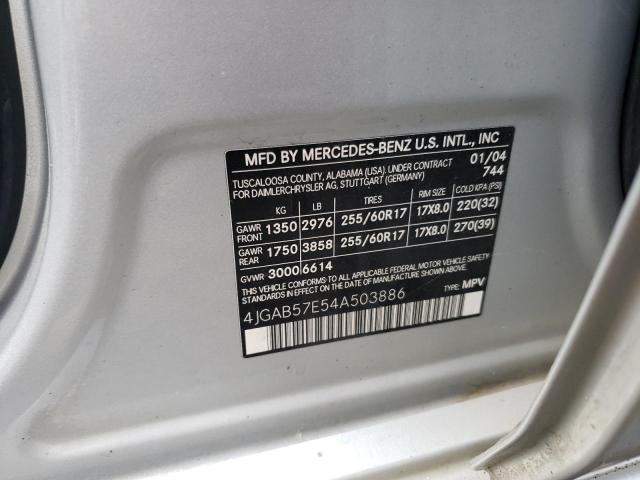 MFD BY MERCEDES-BENZ U.S. INTL., INC 01/04
TUSCALOOSA COUNTY, ALABAMA (USA). UNDER CONTRACT 744
FOR DAIMLERCHRYSLER AG, STUTTGART (GERMANY)
KG LB TIRES RIM SIZE COLD KPA (PSI)
GAWR FRONT 1350 2976 255/60R17 17X8.0 220(32)
GAWR REAR 1750 3858 255/60R17 17X8.0 270(39)
GVWR 3000 6614
THIS VEHICLE CONFORMS TO ALL APPLICABLE FEDERAL MOTOR VEHICLE SAFETY
STANDARDS IN EFFECT ON THE DATE OF MANUFACTURE SHOWN ABOVE.
4JGAB57E54A503886 TYPE: MPV